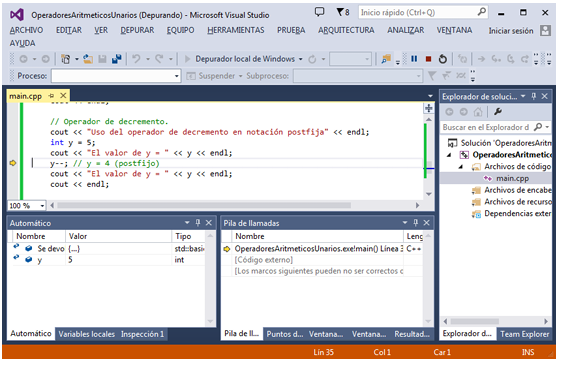 OperadoresAritmeticosUnarios (Depurando) - Microsoft Visual Studio
8
Inicio rápido (Ctrl+Q)
ARCHIVO EDITAR VER DEPURAR EQUIPO HERRAMIENTAS PRUEBA ARQUITECTURA ANALIZAR VENTANA Iniciar sesión
AYUDA
Depurador local de Windows
Proceso: Suspender Subproceso:
main.cpp
cout << endl;
// Operador de decremento.
cout << "Uso del operador de decremento en notación postfija" << endl;
int y = 5;
cout << "El valor de y = " << y << endl;
y--; // y = 4 (postfijo)
cout << "El valor de y = " << y << endl;
cout << endl;
100 %
Explorador de soluci...
Buscar en el Explorador d
Solución 'OperadoresAritm
OperadoresAritmetico
Archivos de código
main.cpp
Archivos de encabe
Archivos de recurso
Dependencias exter
Explorador d... Team Explorer
Automático
Nombre Valor Tipo
Se devo {...} std::basi
y 5 int
Automático Variables locales Inspección 1
Pila de llamadas
Nombre Leng
OperadoresAritmeticosUnarios.exe!main() Línea 3 C++
[Código externo]
[Los marcos siguientes pueden no ser correctos o
Pila de ll... Puntos d... Ventana... Ventana... Resultad...
Lín 35 Col 1 Car 1 INS